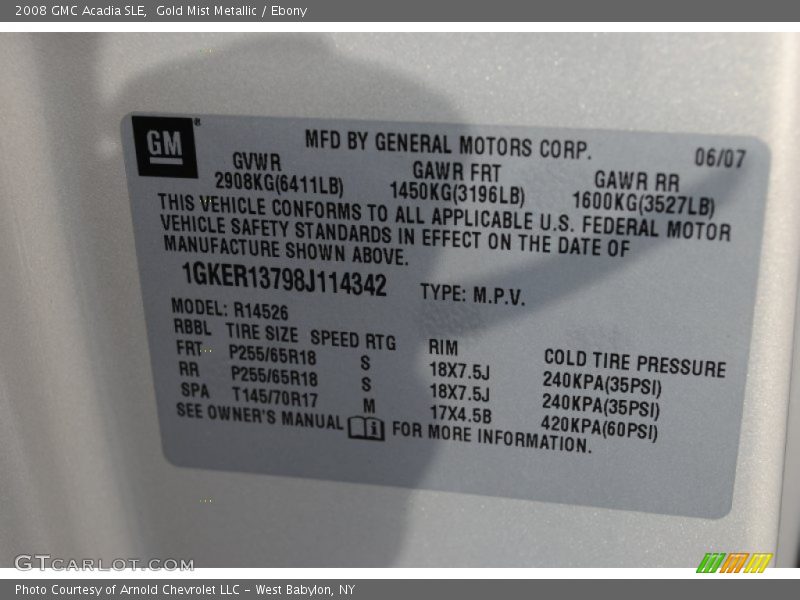 2008 GMC Acadia SLE,  Gold Mist Metallic / Ebony
GM®
MFD BY GENERAL MOTORS CORP. 06/07
GVWR GAWR FRT GAWR RR
2908KG(6411LB) 1450KG(3196LB) 1600KG(3527LB)
THIS VEHICLE CONFORMS TO ALL APPLICABLE U.S. FEDERAL MOTOR
VEHICLE SAFETY STANDARDS IN EFFECT ON THE DATE OF
MANUFACTURE SHOWN ABOVE.
1GKER13798J114342 TYPE: M.P.V.
MODEL: R14526
RBBL TIRE SIZE SPEED RTG RIM COLD TIRE PRESSURE
FRT P255/65R18 S 18X7.5J 240KPA(35PSI)
RR P255/65R18 S 18X7.5J 240KPA(35PSI)
SPA T145/70R17 M 17X4.5B 420KPA(60PSI)
SEE OWNER'S MANUAL FOR MORE INFORMATION.
GTCARLOT.COM
Photo Courtesy of Arnold Chevrolet LLC - West Babylon, NY